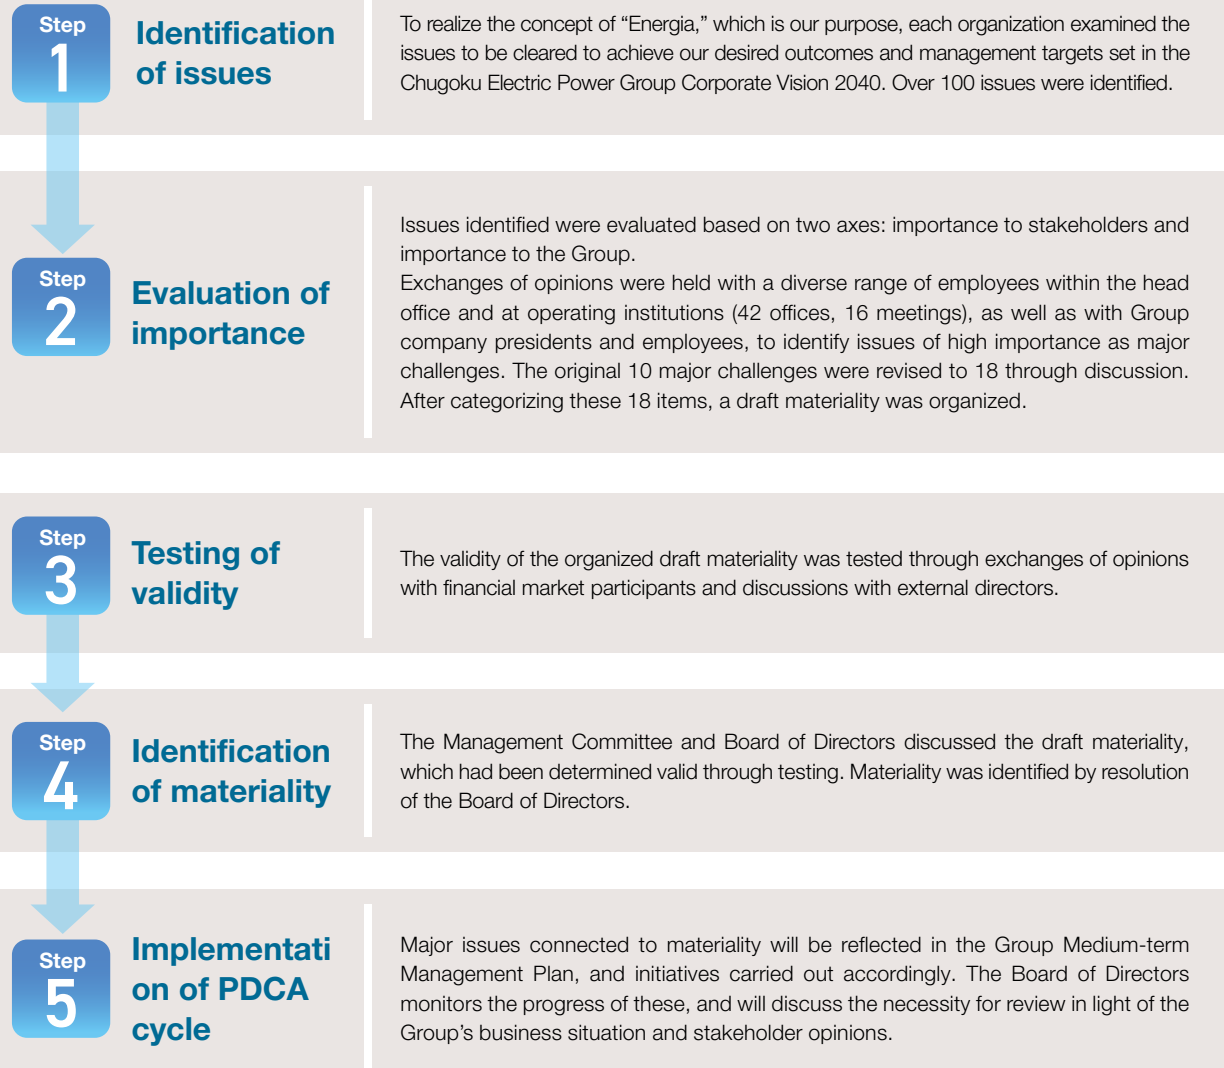 Step
1
Identification
of issues
To realize the concept of “Energia,” which is our purpose, each organization examined the
issues to be cleared to achieve our desired outcomes and management targets set in the
Chugoku Electric Power Group Corporate Vision 2040. Over 100 issues were identified.
Step
2
Evaluation of
importance
Issues identified were evaluated based on two axes: importance to stakeholders and
importance to the Group.
Exchanges of opinions were held with a diverse range of employees within the head
office and at operating institutions (42 offices, 16 meetings), as well as with Group
company presidents and employees, to identify issues of high importance as major
challenges. The original 10 major challenges were revised to 18 through discussion.
After categorizing these 18 items, a draft materiality was organized.
Step
3
Testing of
validity
The validity of the organized draft materiality was tested through exchanges of opinions
with financial market participants and discussions with external directors.
Step
4
Identification
of materiality
The Management Committee and Board of Directors discussed the draft materiality,
which had been determined valid through testing. Materiality was identified by resolution
of the Board of Directors.
Step
5
Implementati
on of PDCA
cycle
Major issues connected to materiality will be reflected in the Group Medium-term
Management Plan, and initiatives carried out accordingly. The Board of Directors
monitors the progress of these, and will discuss the necessity for review in light of the
Group’s business situation and stakeholder opinions.